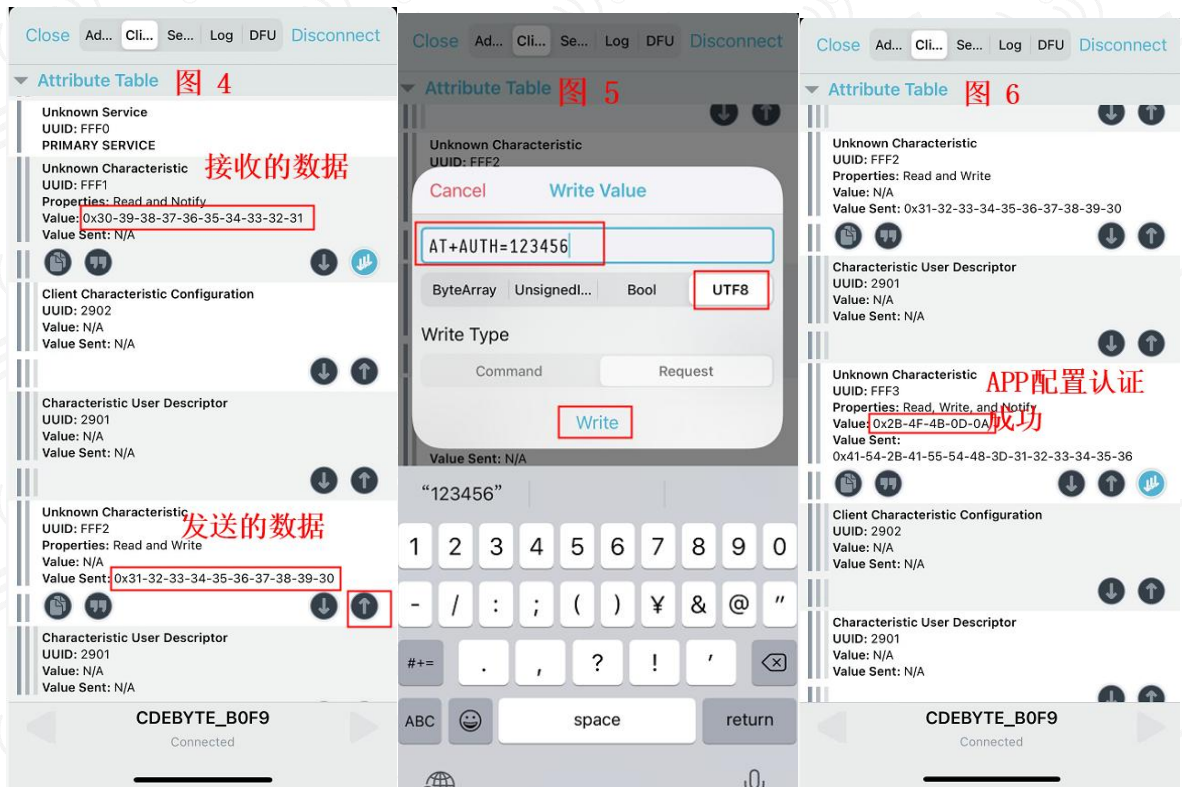 Close Ad... Cli... Se... Log DFU Disconnect
Attribute Table 图 4
Unknown Service
UUID: FFF0
PRIMARY SERVICE
Unknown Characteristic
接收的数据
UUID: FFF1
Properties: Read and Notify
Value: 0x30-39-38-37-36-35-34-33-32-31
Value Sent: N/A
Client Characteristic Configuration
UUID: 2902
Value: N/A
Value Sent: N/A
Characteristic User Descriptor
UUID: 2901
Value: N/A
Value Sent: N/A
Unknown Characteristic
发送的数据
UUID: FFF2
Properties: Read and Write
Value: N/A
Value Sent: 0x31-32-33-34-35-36-37-38-39-30
Characteristic User Descriptor
UUID: 2901
Value: N/A
Value Sent: N/A
CDEBYTE_B0F9
Connected
Close Ad... Cli... Se... Log DFU Disconnect
Attribute Table 图 5
Unknown Characteristic
UUID: FFF2
Cancel Write Value
AT+AUTH=123456
ByteArray UnsignedI... Bool UTF8
Write Type
Command Request
Write
Value Sent: N/A
“123456”
1 2 3 4 5 6 7 8 9 0
- / : ; ( ) ¥ & @ ”
#+= . , ? ! ’
ABC space return
Close Ad... Cli... Se... Log DFU Disconnect
Attribute Table 图 6
Unknown Characteristic
UUID: FFF2
Properties: Read and Write
Value: N/A
Value Sent: 0x31-32-33-34-35-36-37-38-39-30
Characteristic User Descriptor
UUID: 2901
Value: N/A
Value Sent: N/A
Unknown Characteristic
APP配置认证
成功
UUID: FFF3
Properties: Read, Write, and Notify
Value: 0x2B-4F-4B-0D-0A
Value Sent:
0x41-54-2B-41-55-54-48-3D-31-32-33-34-35-36
Client Characteristic Configuration
UUID: 2902
Value: N/A
Value Sent: N/A
Characteristic User Descriptor
UUID: 2901
Value: N/A
Value Sent: N/A
CDEBYTE_B0F9
Connected